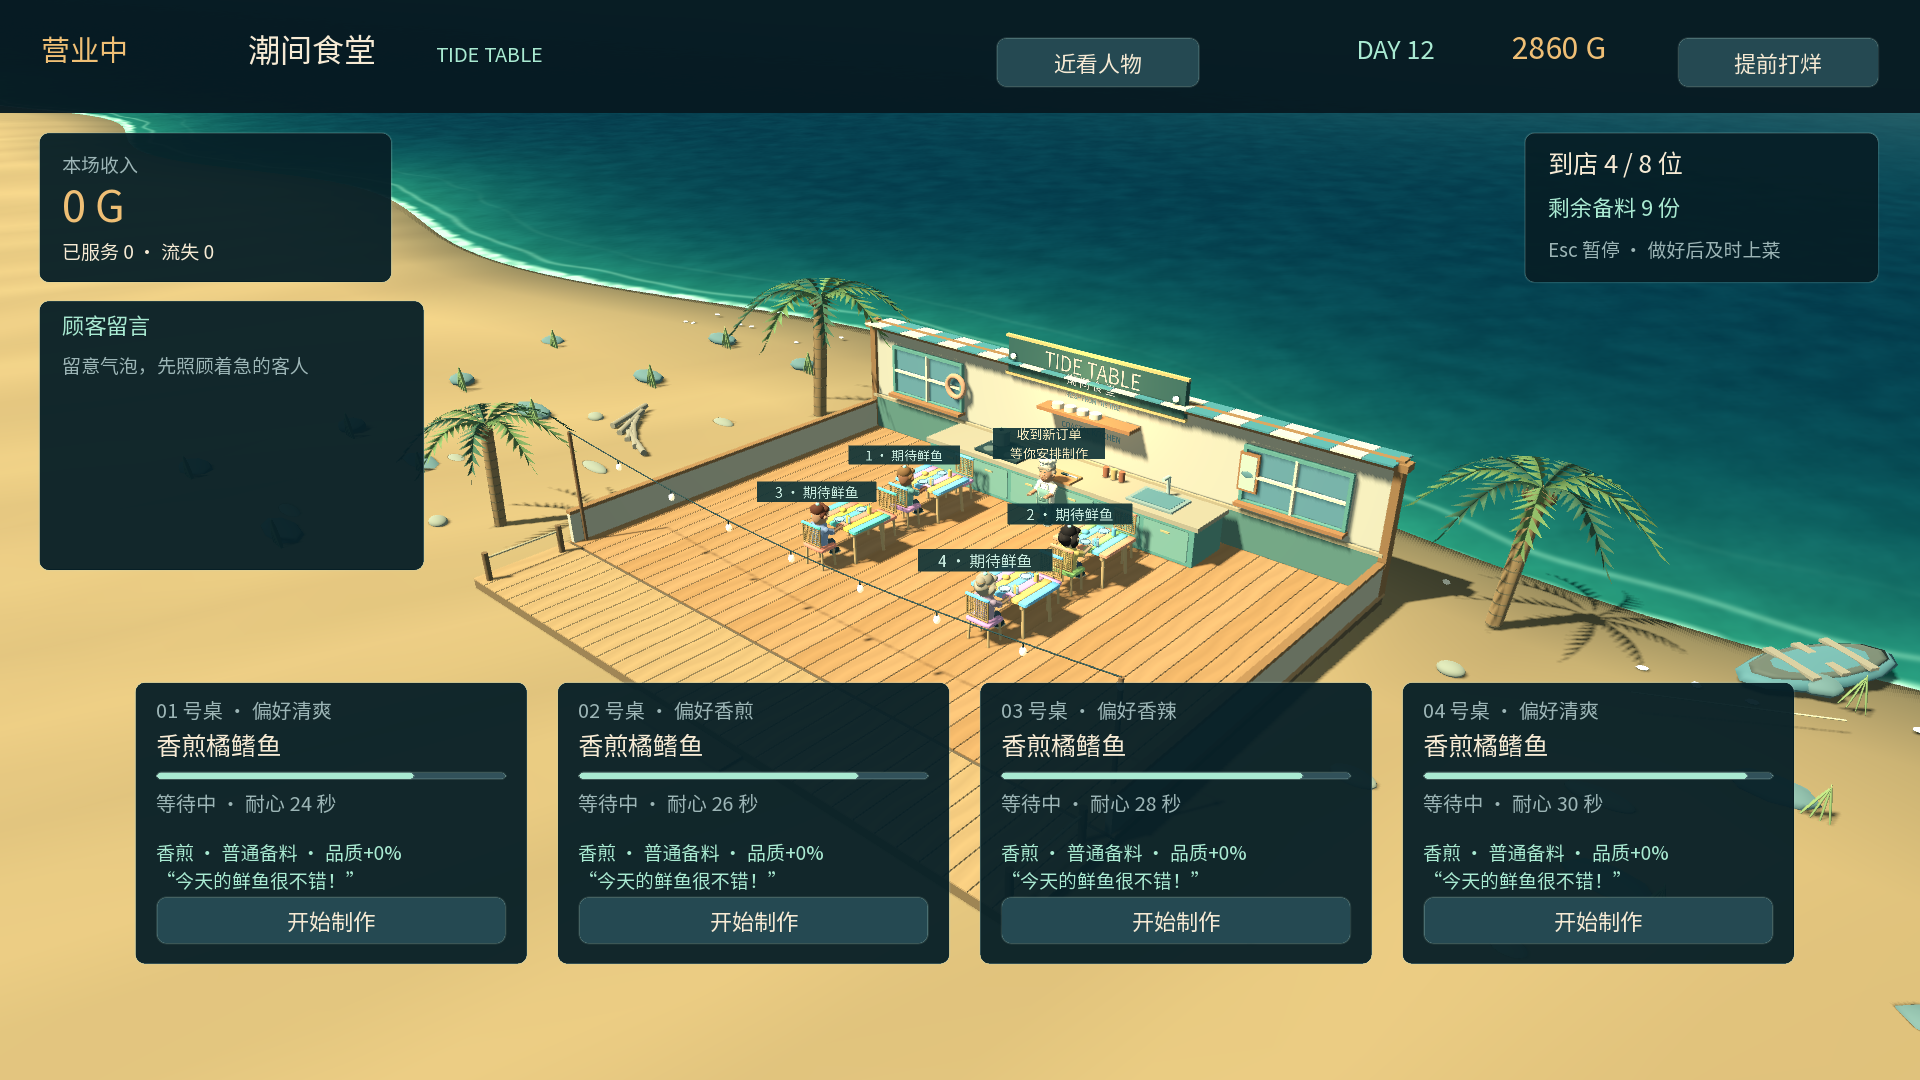 营业中
潮间食堂
TIDE TABLE
近看人物
DAY 12
2860 G
提前打烊
本场收入
0 G
已服务 0 · 流失 0
到店 4 / 8 位
剩余备料 9 份
Esc 暂停 · 做好后及时上菜
顾客留言
留意气泡，先照顾着急的客人
TIDE TABLE
收到新订单
等你安排制作
1 · 期待鲜鱼
3 · 期待鲜鱼
2 · 期待鲜鱼
4 · 期待鲜鱼
01 号桌 · 偏好清爽
香煎橘鳍鱼
等待中 · 耐心 24 秒
香煎 · 普通备料 · 品质+0%
“今天的鲜鱼很不错！”
开始制作
02 号桌 · 偏好香煎
香煎橘鳍鱼
等待中 · 耐心 26 秒
香煎 · 普通备料 · 品质+0%
“今天的鲜鱼很不错！”
开始制作
03 号桌 · 偏好香辣
香煎橘鳍鱼
等待中 · 耐心 28 秒
香煎 · 普通备料 · 品质+0%
“今天的鲜鱼很不错！”
开始制作
04 号桌 · 偏好清爽
香煎橘鳍鱼
等待中 · 耐心 30 秒
香煎 · 普通备料 · 品质+0%
“今天的鲜鱼很不错！”
开始制作